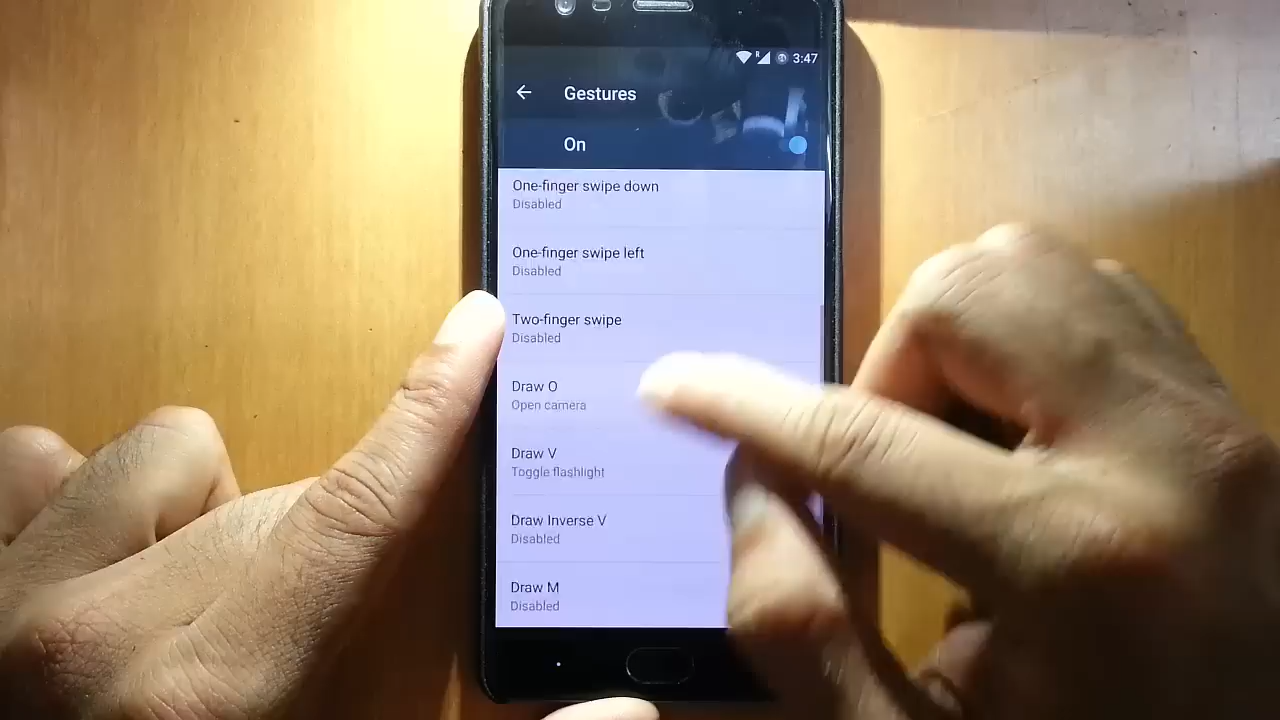 R
3:47
Gestures
On
One-finger swipe down
Disabled
One-finger swipe left
Disabled
Two-finger swipe
Disabled
Draw O
Open camera
Draw V
Toggle flashlight
Draw Inverse V
Disabled
Draw M
Disabled